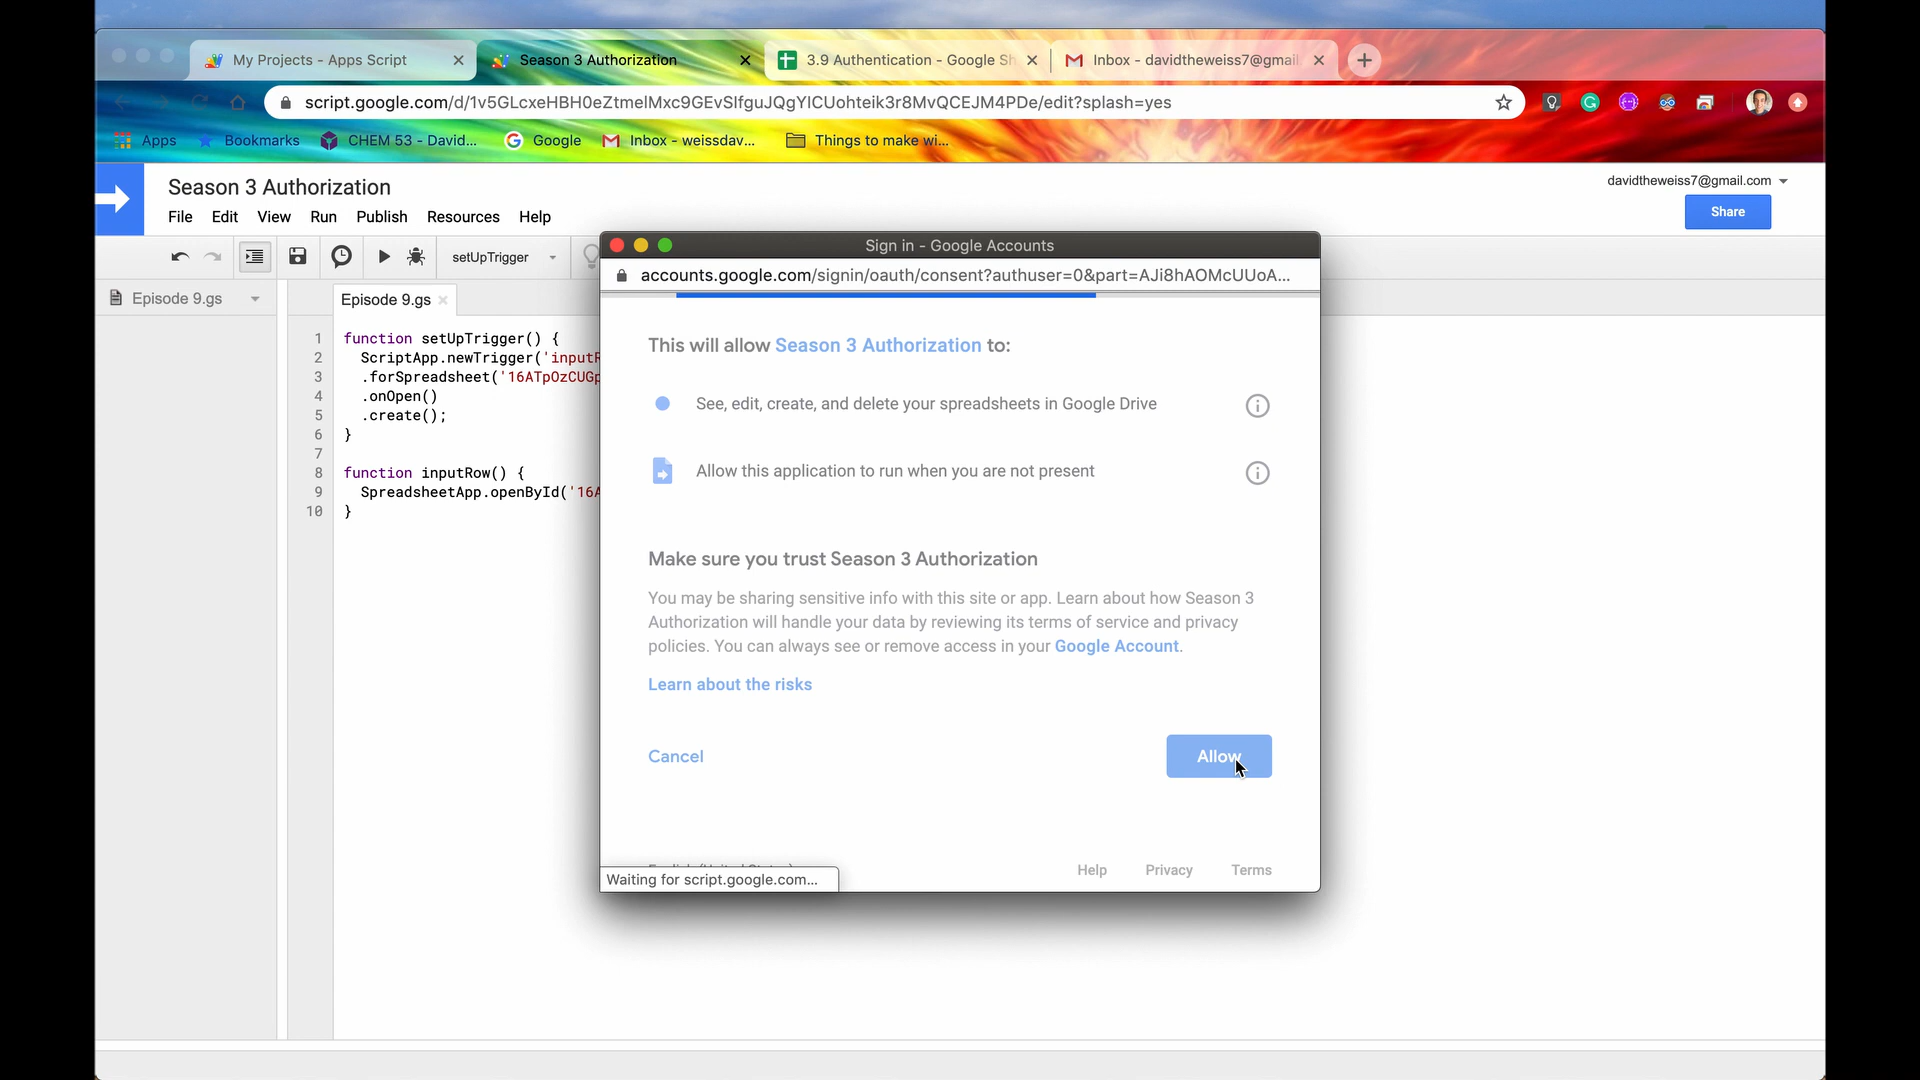 My Projects - Apps Script
Season 3 Authorization
3.9 Authentication - Google Sh
Inbox - davidtheweiss7@gmail
script.google.com/d/1v5GLcxeHBH0eZtmelMxc9GEvSIfguJQgYlCUohteik3r8MvQCEJM4PDe/edit?splash=yes
Apps
Bookmarks
CHEM 53 - David...
Google
Inbox - weissdav...
Things to make wi...
Season 3 Authorization
davidtheweiss7@gmail.com
File Edit View Run Publish Resources Help
Share
setUpTrigger
Episode 9.gs
Episode 9.gs
1 function setUpTrigger() {
2 ScriptApp.newTrigger('inputR
3 .forSpreadsheet('16ATpOzCUGp
4 .onOpen()
5 .create();
6 }
7
8 function inputRow() {
9 SpreadsheetApp.openById('16A
10 }
Sign in - Google Accounts
accounts.google.com/signin/oauth/consent?authuser=0&part=AJi8hAOMcUUoA...
This will allow Season 3 Authorization to:
See, edit, create, and delete your spreadsheets in Google Drive
Allow this application to run when you are not present
Make sure you trust Season 3 Authorization
You may be sharing sensitive info with this site or app. Learn about how Season 3
Authorization will handle your data by reviewing its terms of service and privacy
policies. You can always see or remove access in your Google Account.
Learn about the risks
Cancel
Allow
Help Privacy Terms
Waiting for script.google.com...